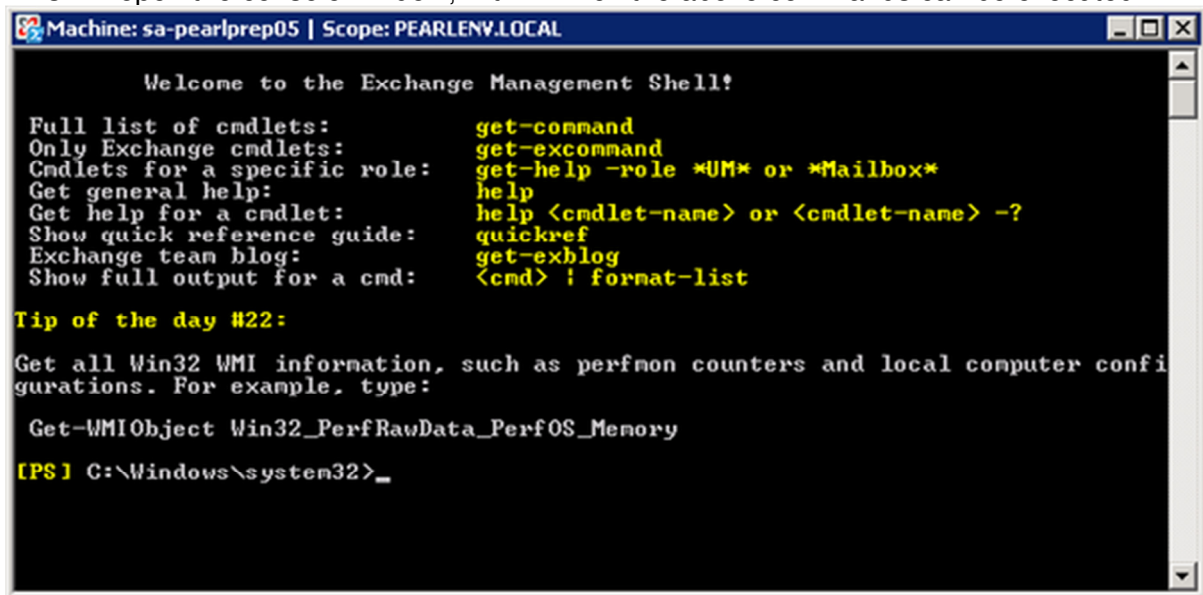 Machine: sa-pearlprep05 | Scope: PEARLENV.LOCAL
Welcome to the Exchange Management Shell!
Full list of cmdlets: get-command
Only Exchange cmdlets: get-excommand
Cmdlets for a specific role: get-help -role *UM* or *Mailbox*
Get general help: help
Get help for a cmdlet: help <cmdlet-name> or <cmdlet-name> -?
Show quick reference guide: quickref
Exchange team blog: get-exblog
Show full output for a cmd: <cmd> | format-list
Tip of the day #22:
Get all Win32 WMI information, such as perfmon counters and local computer confi
gurations. For example, type:
Get-WMIObject Win32_PerfRawData_PerfOS_Memory
[PS] C:\Windows\system32>_